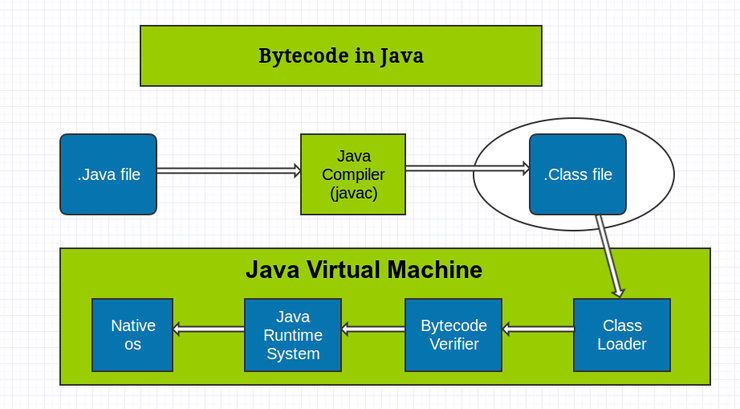 Bytecode in Java
.Java file
Java
Compiler
(javac)
.Class file
Java Virtual Machine
Native
os
Java
Runtime
System
Bytecode
Verifier
Class
Loader